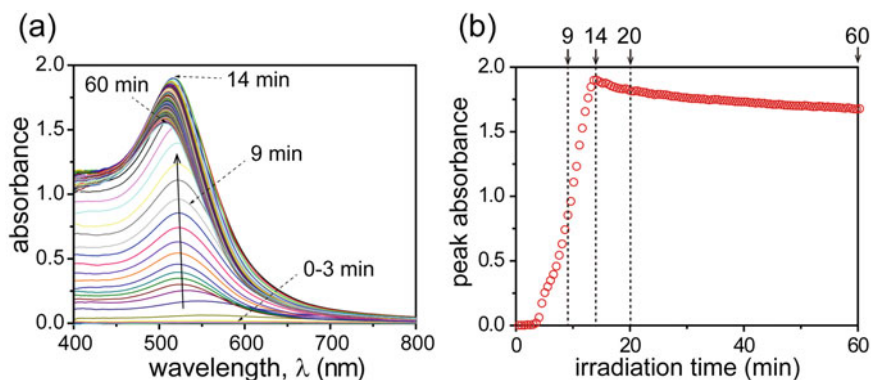 (a)
absorbance
2.0
1.5
1.0
0.5
0.0
14 min
60 min
9 min
0-3 min
400 500 600 700 800
wavelength, λ (nm)
(b)
9 14 20 60
peak absorbance
2.0
1.5
1.0
0.5
0.0
0 20 40 60
irradiation time (min)